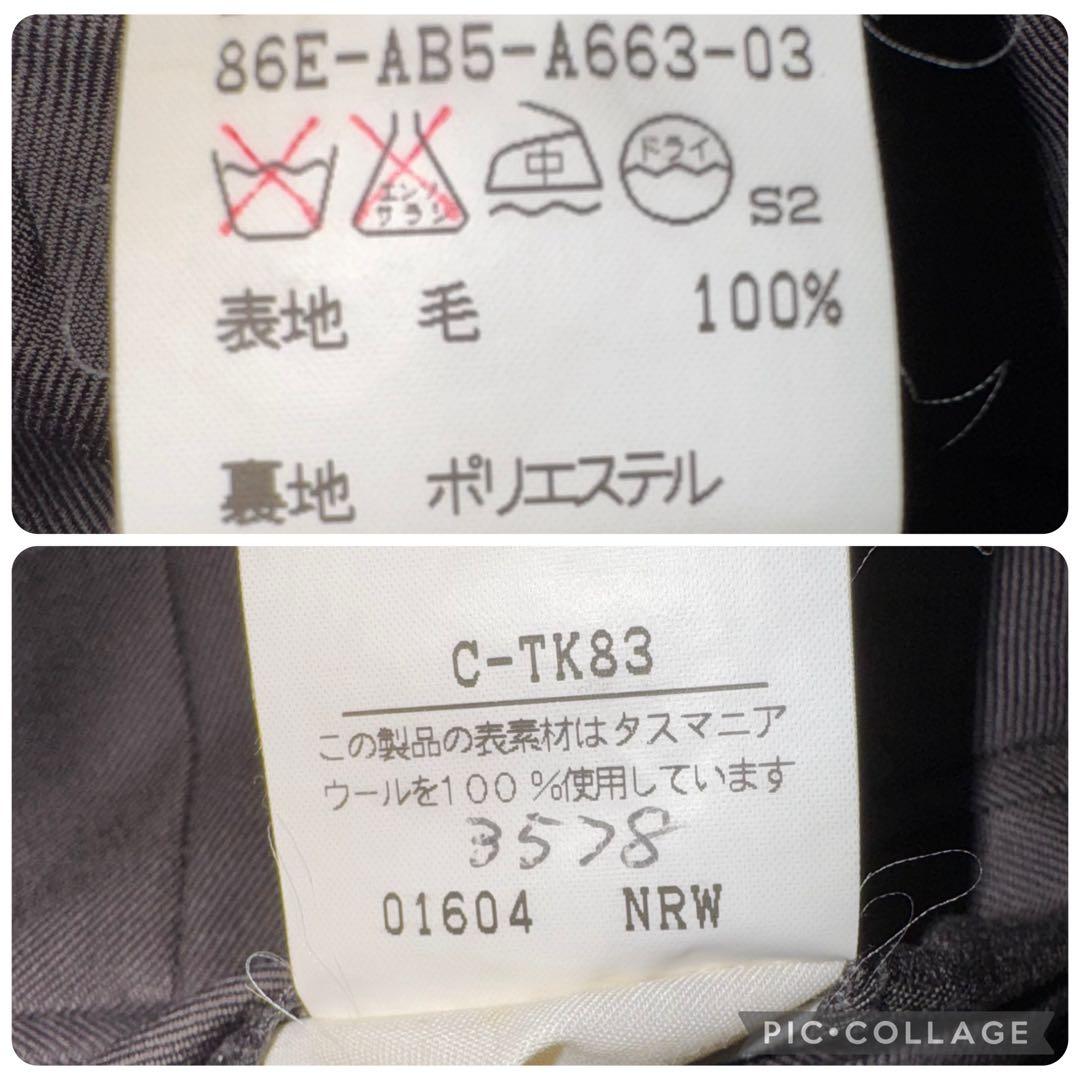 86E-AB5-A663-03
エンソ サラシ 中 ドライ S2
表地 毛 100%
裏地 ポリエステル
C-TK83
この製品の表素材はタスマニア
ウールを100%使用しています
3578
01604 NRW
PIC•COLLAGE